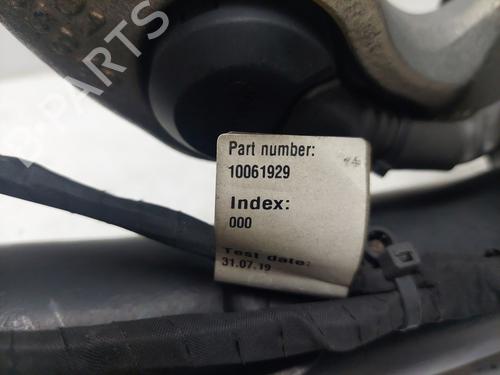 B-PARTS
Part number:
10061929
Index:
000
Test date:
31.07.19